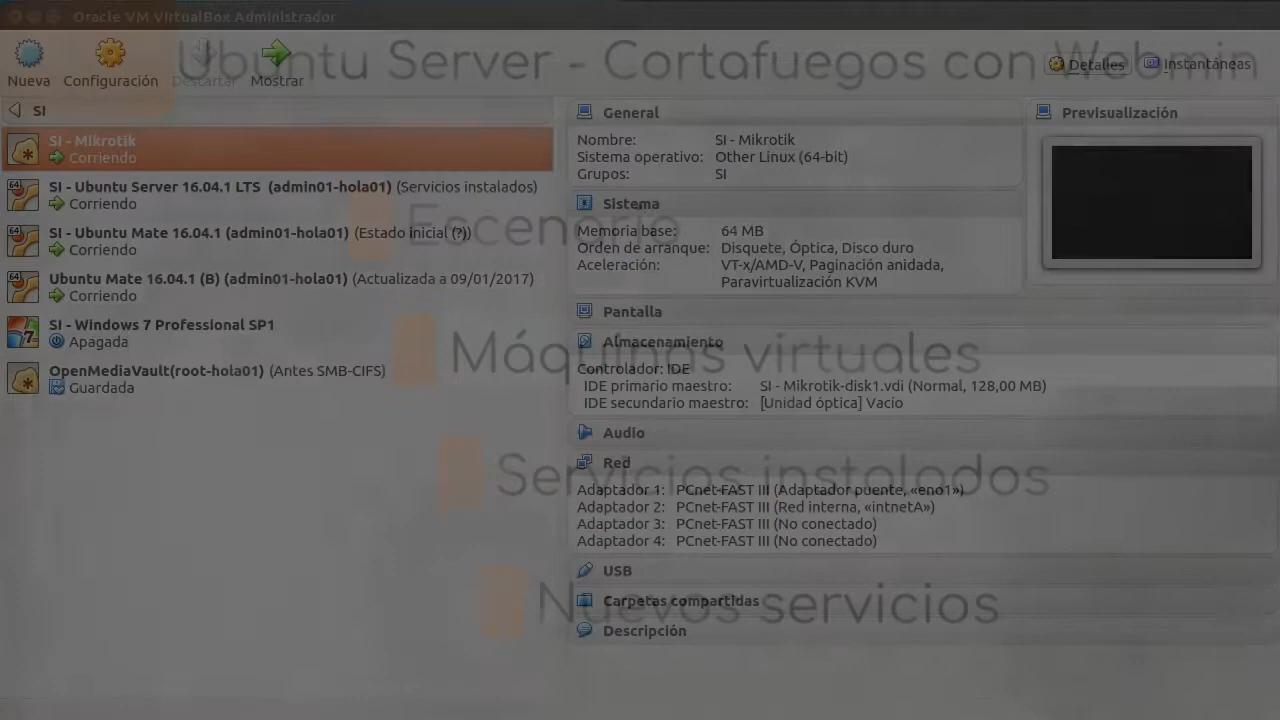 Oracle VM VirtualBox Administrador
Ubuntu Server - Cortafuegos con Webmin
Nueva
Configuración
Descartar
Mostrar
Detalles
Instantáneas
SI
SI - Mikrotik
Corriendo
SI - Ubuntu Server 16.04.1 LTS (admin01-hola01) (Servicios instalados)
Corriendo
SI - Ubuntu Mate 16.04.1 (admin01-hola01) (Estado inicial (?))
Corriendo
Ubuntu Mate 16.04.1 (B) (admin01-hola01) (Actualizada a 09/01/2017)
Corriendo
SI - Windows 7 Professional SP1
Apagada
OpenMediaVault(root-hola01) (Antes SMB-CIFS)
Guardada
General
Nombre: SI - Mikrotik
Sistema operativo: Other Linux (64-bit)
Grupos: SI
Sistema
Memoria base: 64 MB
Orden de arranque: Disquete, Óptica, Disco duro
Aceleración: VT-x/AMD-V, Paginación anidada,
Paravirtualización KVM
Pantalla
Almacenamiento
Controlador: IDE
IDE primario maestro: SI - Mikrotik-disk1.vdi (Normal, 128,00 MB)
IDE secundario maestro: [Unidad óptica] Vacio
Audio
Red
Adaptador 1: PCnet-FAST III (Adaptador puente, «eno1»)
Adaptador 2: PCnet-FAST III (Red interna, «intnetA»)
Adaptador 3: PCnet-FAST III (No conectado)
Adaptador 4: PCnet-FAST III (No conectado)
USB
Carpetas compartidas
Descripción
Previsualización
Escenario
Máquinas virtuales
Servicios instalados
Nuevos servicios